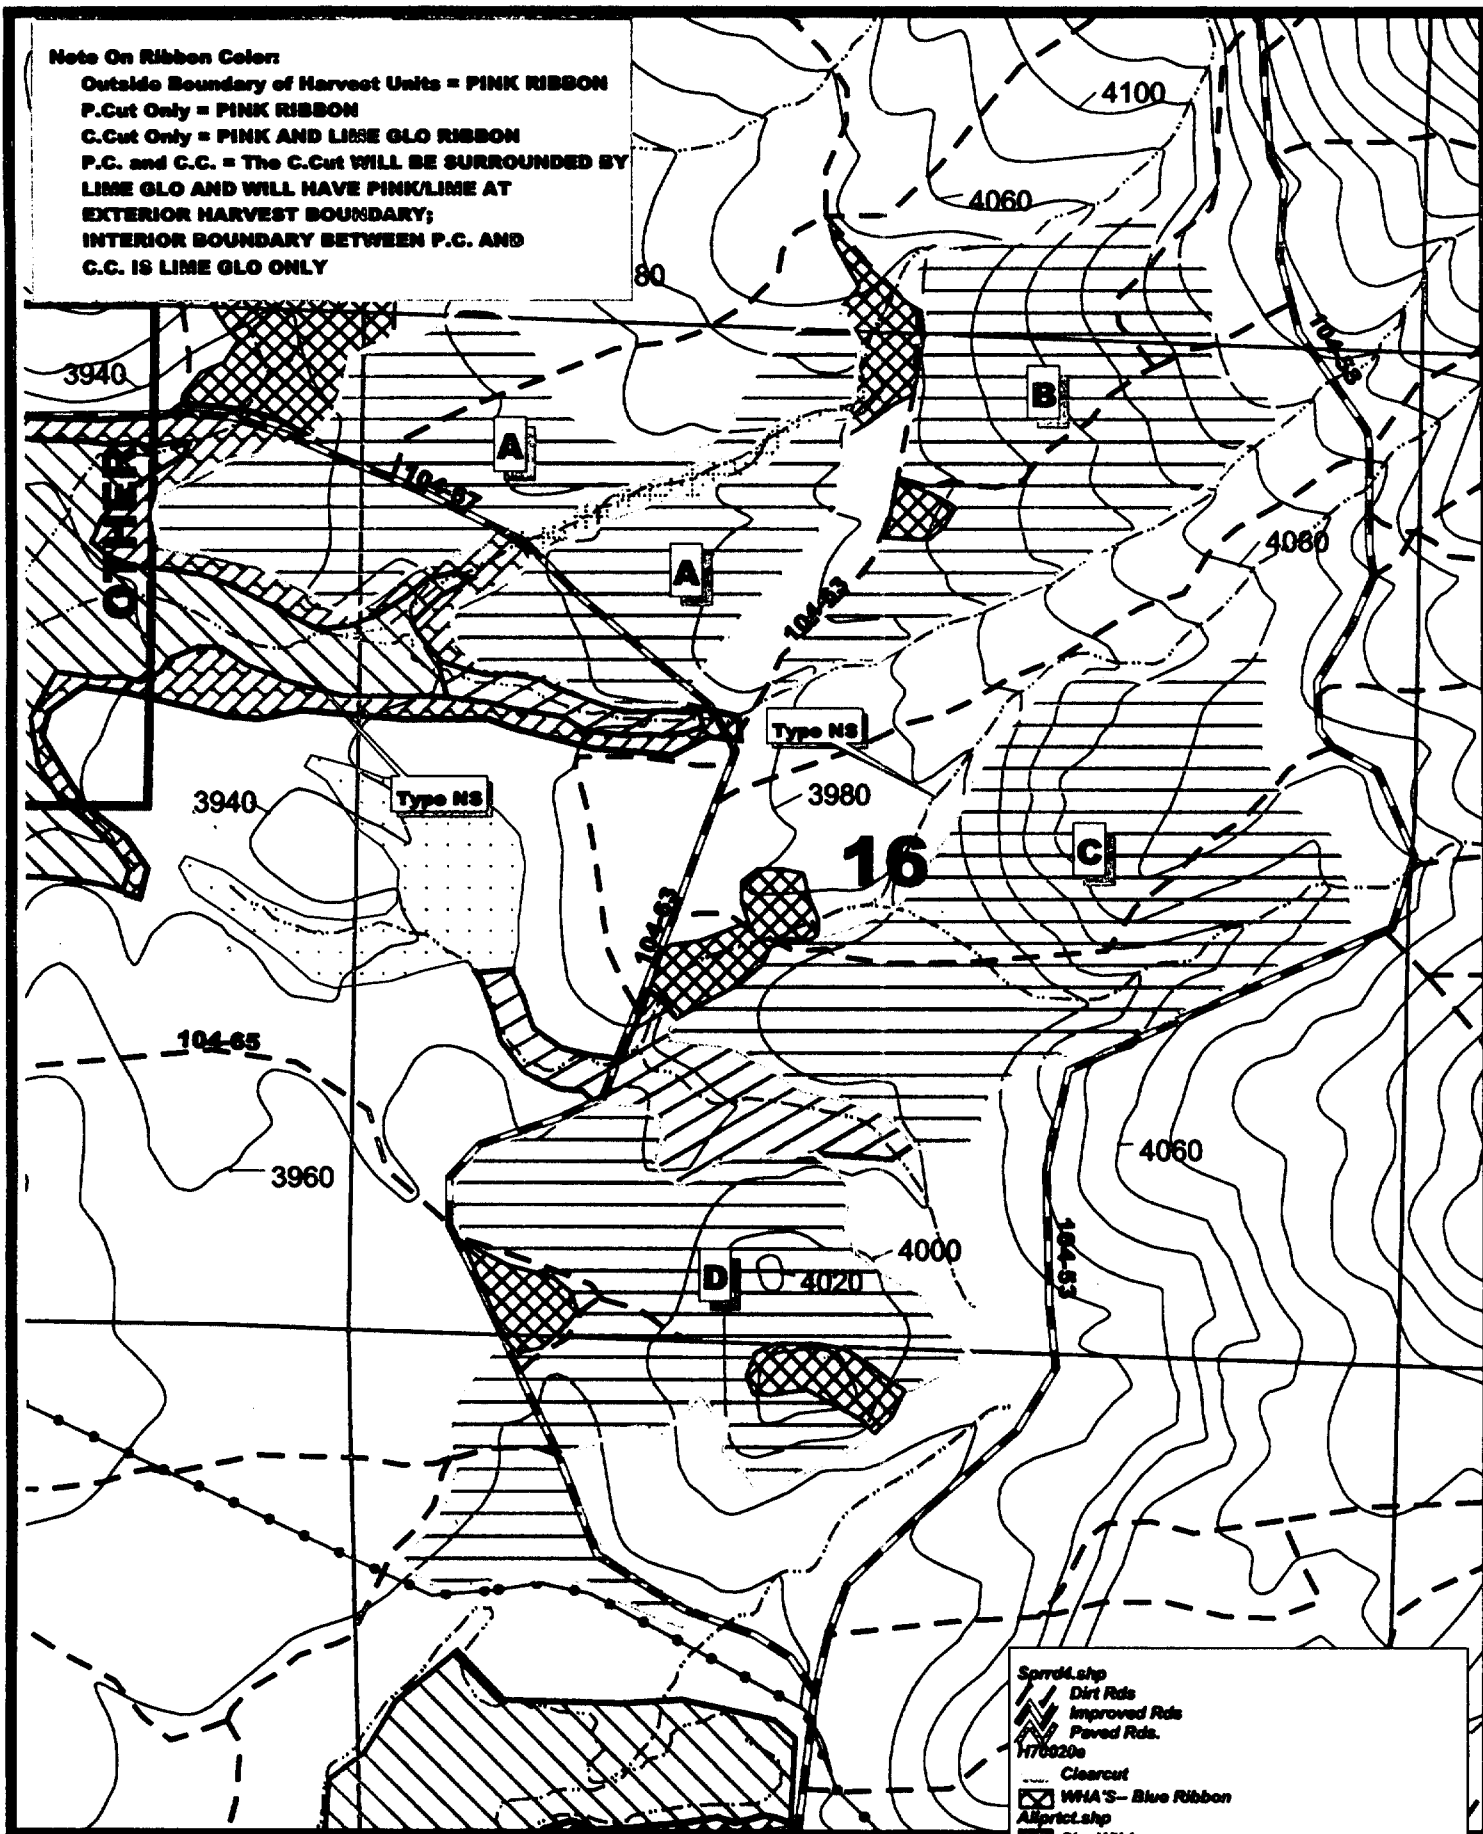 Note On Ribbon Color:
Outside Boundary of Harvest Units = PINK RIBBON
P.Cut Only = PINK RIBBON
C.Cut Only = PINK AND LIME GLO RIBBON
P.C. and C.C. = The C.Cut WILL BE SURROUNDED BY
LIME GLO AND WILL HAVE PINK/LIME AT
EXTERIOR HARVEST BOUNDARY;
INTERIOR BOUNDARY BETWEEN P.C. AND
C.C. IS LIME GLO ONLY
4100
4060
80
104-53
3940
B
A
OTHER
104-67
4060
A
104-53
Type NS
Type NS
3940
3980
16
C
104-53
104-65
3960
4060
104-53
4000
D
4020
Sprrd4.shp
Dirt Rds
Improved Rds
Paved Rds.
H76020a
Clearcut
WHA'S-- Blue Ribbon
Allprtct.shp